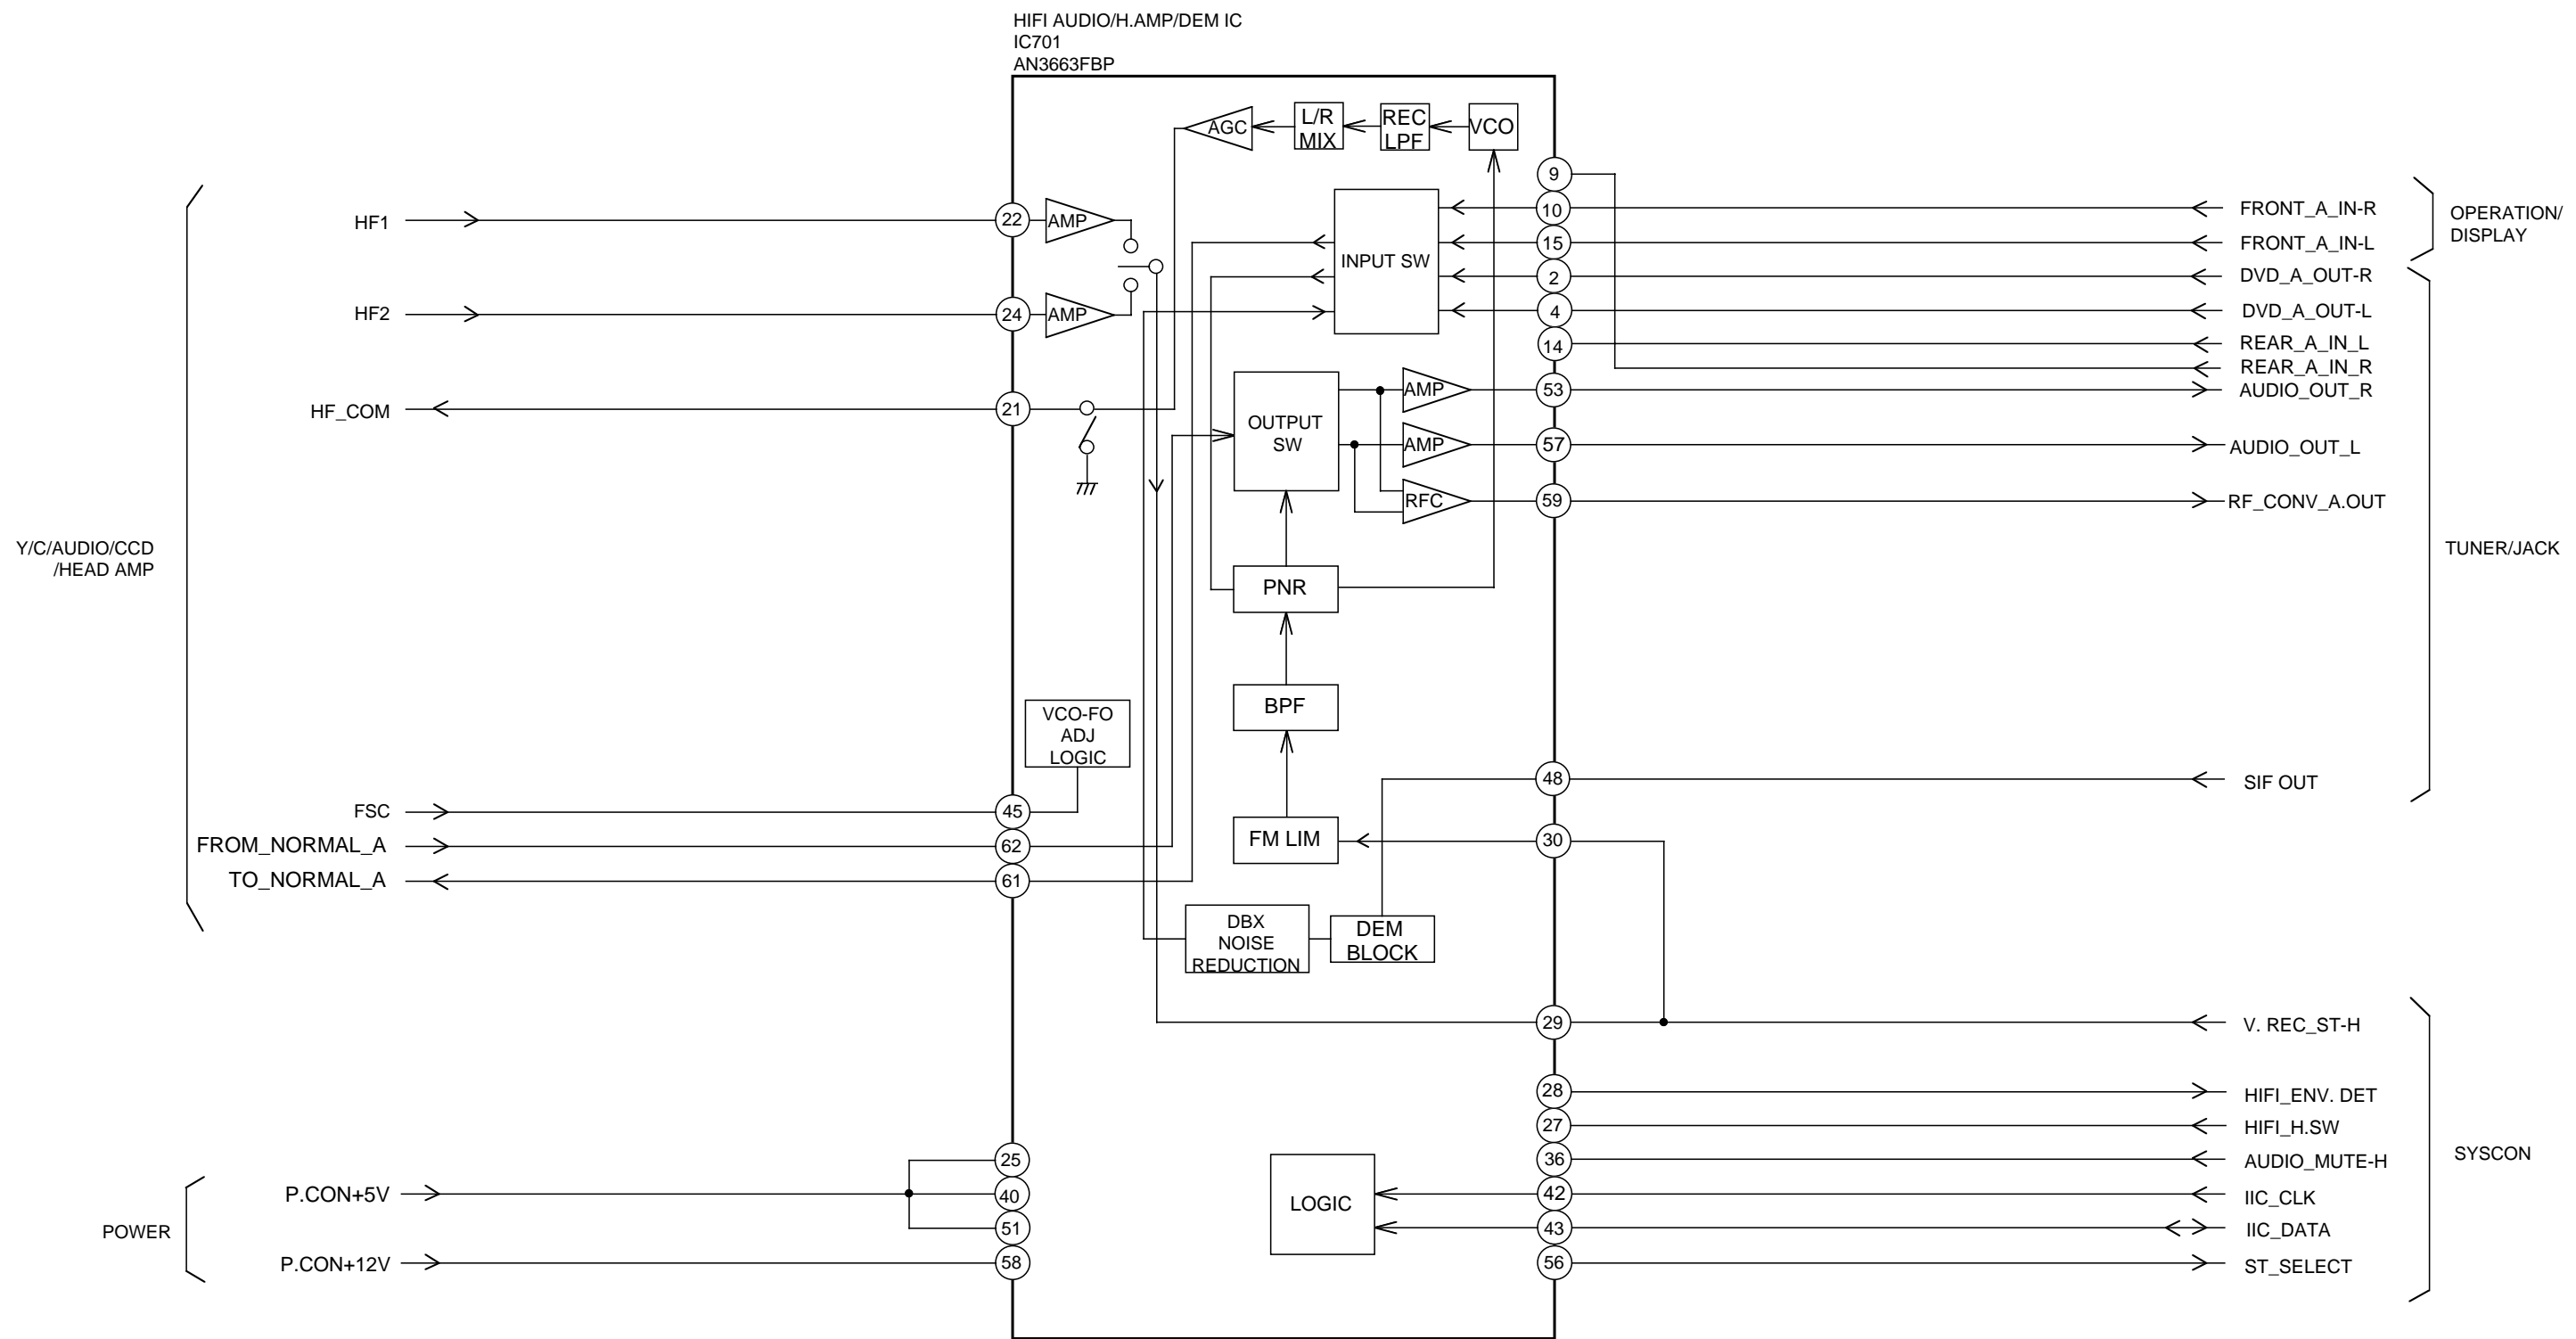 HIFI AUDIO/H.AMP/DEM IC
IC701
AN3663FBP
AGC
L/R
MIX
REC
LPF
VCO
9
HF1
22
AMP
INPUT SW
10
FRONT_A_IN-R
15
FRONT_A_IN-L
OPERATION/
DISPLAY
2
DVD_A_OUT-R
HF2
24
AMP
4
DVD_A_OUT-L
14
REAR_A_IN_L
REAR_A_IN_R
HF_COM
21
OUTPUT
SW
AMP
53
AUDIO_OUT_R
AMP
57
AUDIO_OUT_L
RFC
59
RF_CONV_A.OUT
Y/C/AUDIO/CCD
/HEAD AMP
TUNER/JACK
PNR
BPF
VCO-FO
ADJ
LOGIC
48
SIF OUT
FSC
45
FROM_NORMAL_A
62
FM LIM
30
TO_NORMAL_A
61
DBX
NOISE
REDUCTION
DEM
BLOCK
29
V. REC_ST-H
28
HIFI_ENV. DET
27
HIFI_H.SW
25
36
AUDIO_MUTE-H
SYSCON
POWER
P.CON+5V
40
LOGIC
42
IIC_CLK
51
43
IIC_DATA
P.CON+12V
58
56
ST_SELECT